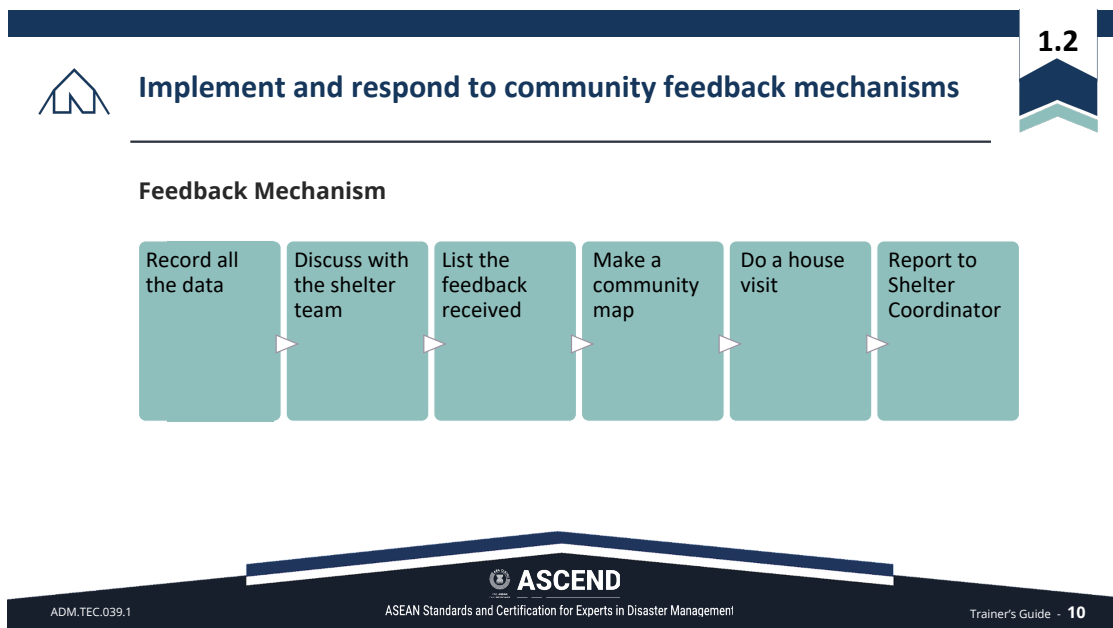 1.2
Implement and respond to community feedback mechanisms
Feedback Mechanism
Record all
the data
Discuss with
the shelter
team
List the
feedback
received
Make a
community
map
Do a house
visit
Report to
Shelter
Coordinator
ASCEND
ADM.TEC.039.1
ASEAN Standards and Certification for Experts in Disaster Management
Trainer's Guide - 10